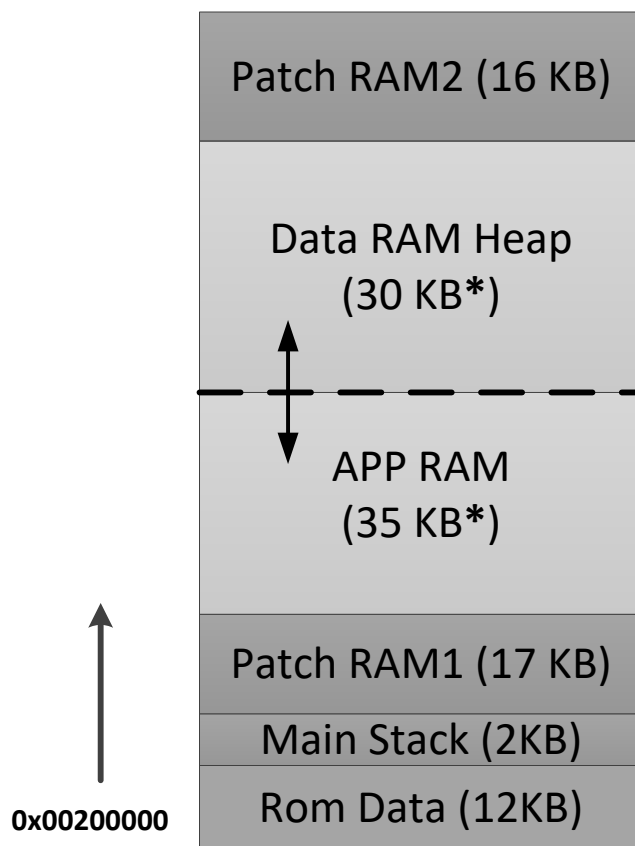 Patch RAM2 (16 KB)
Data RAM Heap
(30 KB*)
APP RAM
(35 KB*)
Patch RAM1 (17 KB)
Main Stack (2KB)
Rom Data (12KB)
0x00200000